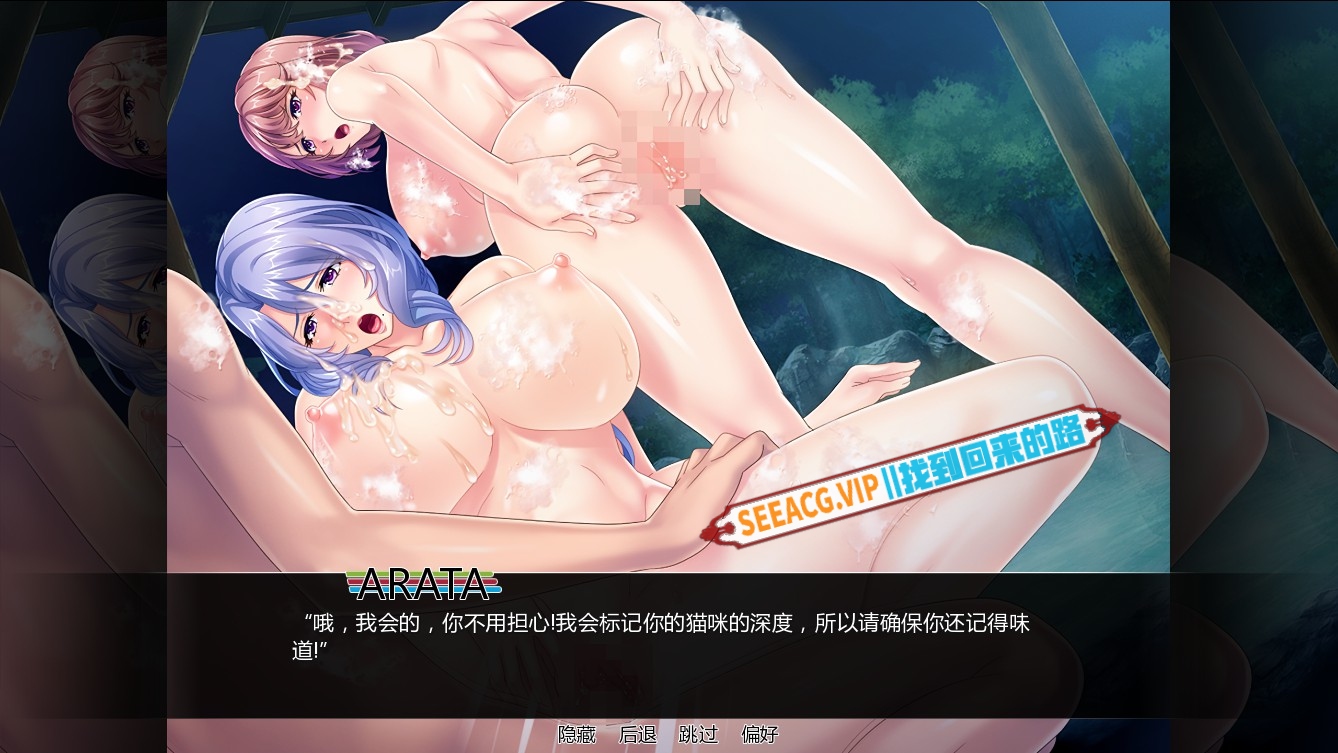 SEEACG.VIP||找到回来的路
ARATA
“哦，我会的，你不用担心!我会标记你的猫咪的深度，所以请确保你还记得味
道!”
隐藏 后退 跳过 偏好